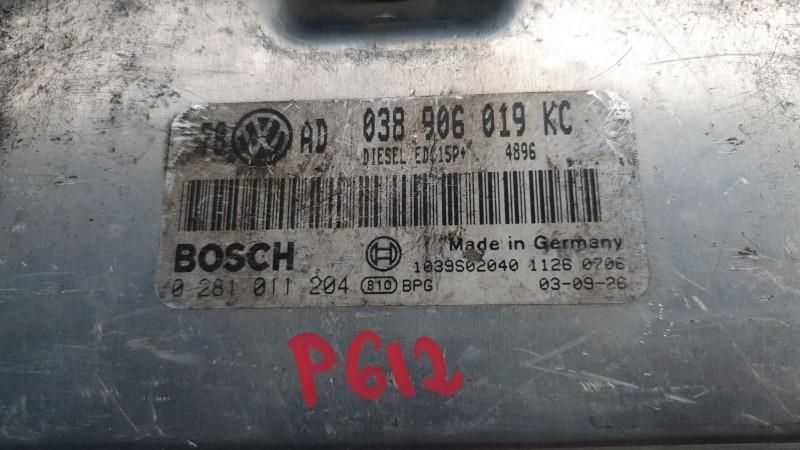 AD 038 906 019 KC
DIESEL EDC15P+ 4896
BOSCH Made in Germany
1039S02040 1126 0706
0 281 011 204 810 BPG 03-09-26
P612